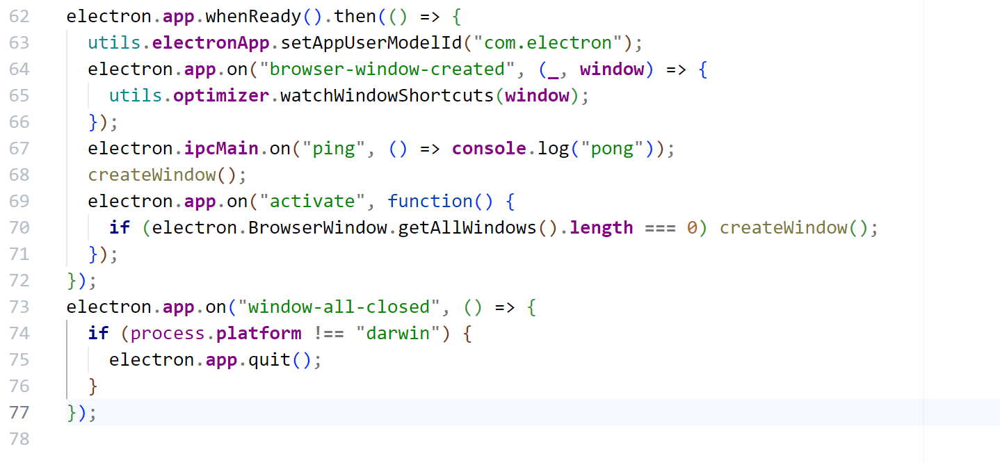 62 electron.app.whenReady().then(() => {
63   utils.electronApp.setAppUserModelId("com.electron");
64   electron.app.on("browser-window-created", (_, window) => {
65     utils.optimizer.watchWindowShortcuts(window);
66   });
67   electron.ipcMain.on("ping", () => console.log("pong"));
68   createWindow();
69   electron.app.on("activate", function() {
70     if (electron.BrowserWindow.getAllWindows().length === 0) createWindow();
71   });
72 });
73 electron.app.on("window-all-closed", () => {
74   if (process.platform !== "darwin") {
75     electron.app.quit();
76   }
77 });
78